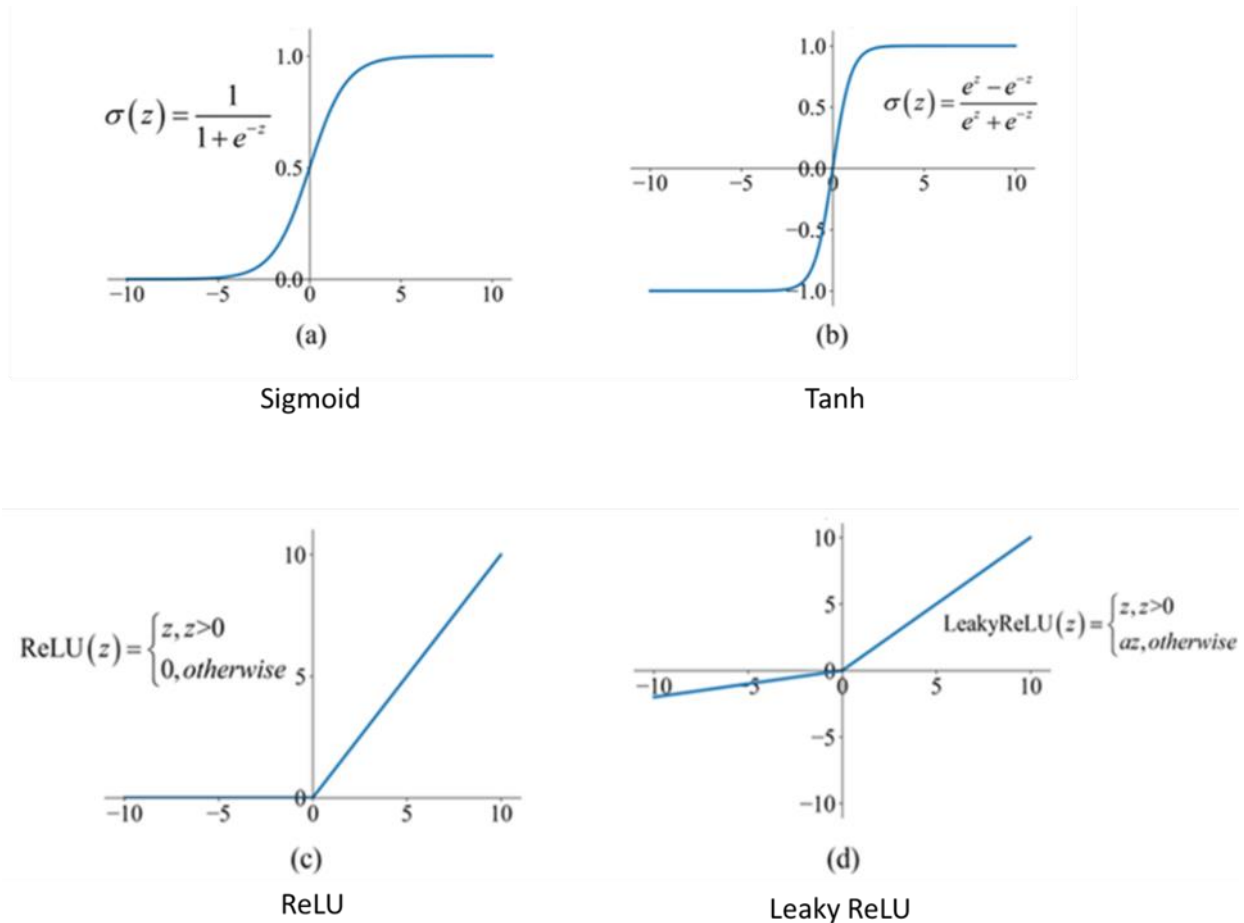 1.0
σ(z) = 1 / (1 + e^{-z})
0.5
0.0
−10 −5 0 5 10
(a)
Sigmoid
1.0
σ(z) = (e^z − e^{-z}) / (e^z + e^{-z})
0.5
0.0
−10 −5 0 5 10
−0.5
−1.0
(b)
Tanh
10
ReLU(z) = { z, z>0
0, otherwise
5
0
−10 −5 0 5 10
(c)
ReLU
10
5
LeakyReLU(z) = { z, z>0
az, otherwise
0
−10 −5 0 5 10
−5
−10
(d)
Leaky ReLU